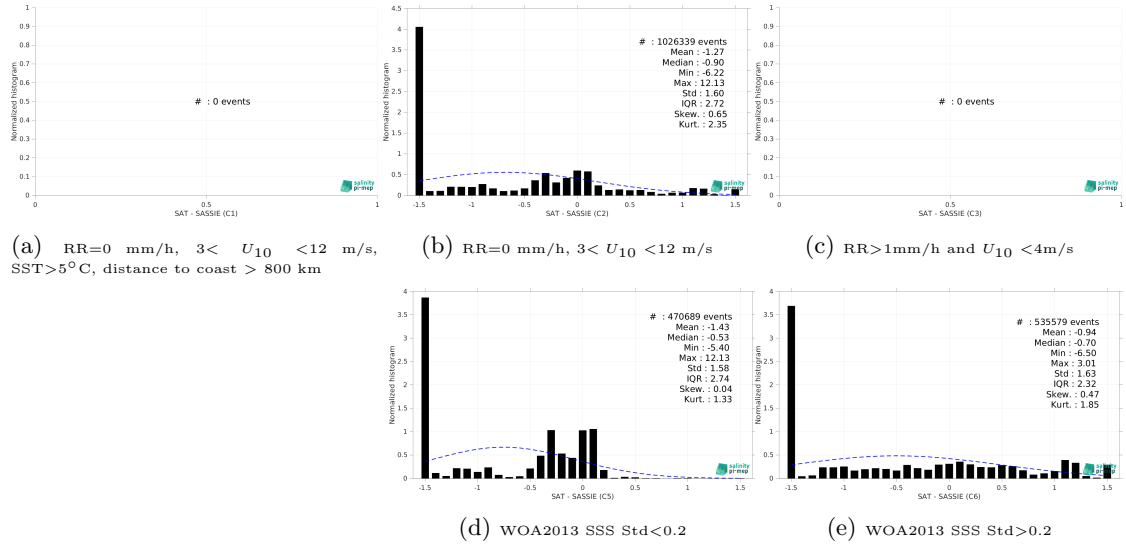 1
0.9
0.8
0.7
0.6
0.5
0.4
0.3
0.2
0.1
0
Normalized histogram
# : 0 events
0 0.5 1
SAT - SASSIE (C1)
salinity
pi-mep
(a) RR=0 mm/h, 3< U10 <12 m/s,
SST>5°C, distance to coast > 800 km
4.5
4
3.5
3
2.5
2
1.5
1
0.5
0
Normalized histogram
# : 1026339 events
Mean : -1.27
Median : -0.90
Min : -6.22
Max : 12.13
Std : 1.60
IQR : 2.72
Skew. : 0.65
Kurt. : 2.35
-1.5 -1 -0.5 0 0.5 1 1.5
SAT - SASSIE (C2)
salinity
pi-mep
(b) RR=0 mm/h, 3< U10 <12 m/s
1
0.9
0.8
0.7
0.6
0.5
0.4
0.3
0.2
0.1
0
Normalized histogram
# : 0 events
0 0.5 1
SAT - SASSIE (C3)
salinity
pi-mep
(c) RR>1mm/h and U10 <4m/s
4
3.5
3
2.5
2
1.5
1
0.5
0
Normalized histogram
# : 470689 events
Mean : -1.43
Median : -0.53
Min : -5.40
Max : 12.13
Std : 1.58
IQR : 2.74
Skew. : 0.04
Kurt. : 1.33
-1.5 -1 -0.5 0 0.5 1 1.5
SAT - SASSIE (C5)
salinity
pi-mep
(d) WOA2013 SSS Std<0.2
4
3.5
3
2.5
2
1.5
1
0.5
0
Normalized histogram
# : 535579 events
Mean : -0.94
Median : -0.70
Min : -6.50
Max : 3.01
Std : 1.63
IQR : 2.32
Skew. : 0.47
Kurt. : 1.85
-1.5 -1 -0.5 0 0.5 1 1.5
SAT - SASSIE (C6)
salinity
pi-mep
(e) WOA2013 SSS Std>0.2